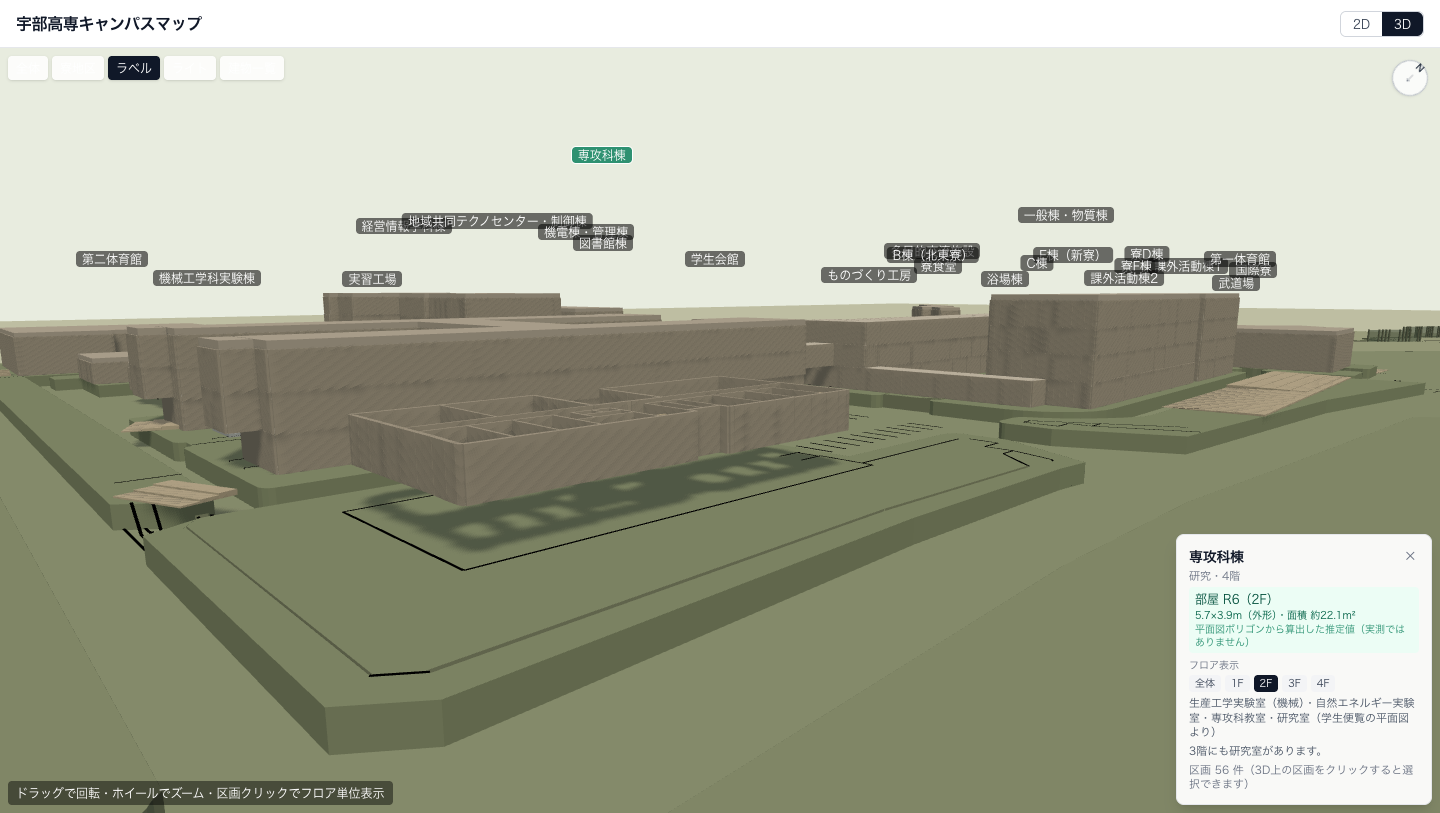 宇部高専キャンパスマップ
2D 3D
ラベル
N
専攻科棟
一般棟・物質棟
地域共同テクノセンター・制御棟
機電棟・管理棟
図書館棟
第二体育館
学生会館
B棟（北東寮）
E棟（新寮）
寮D棟
第一体育館
C棟
寮食堂
寮F棟
国際寮
機械工学科実験棟
実習工場
ものづくり工房
浴場棟
課外活動棟2
武道場
専攻科棟
研究・4階
部屋 R6（2F）
5.7×3.9m（外形）・面積 約22.1m²
平面図ポリゴンから算出した推定値（実測では
ありません）
フロア表示
全体 1F 2F 3F 4F
生産工学実験室（機械）・自然エネルギー実験
室・専攻科教室・研究室（学生便覧の平面図
より）
3階にも研究室があります。
区画 56 件（3D上の区画をクリックすると選
択できます）
ドラッグで回転・ホイールでズーム・区画クリックでフロア単位表示